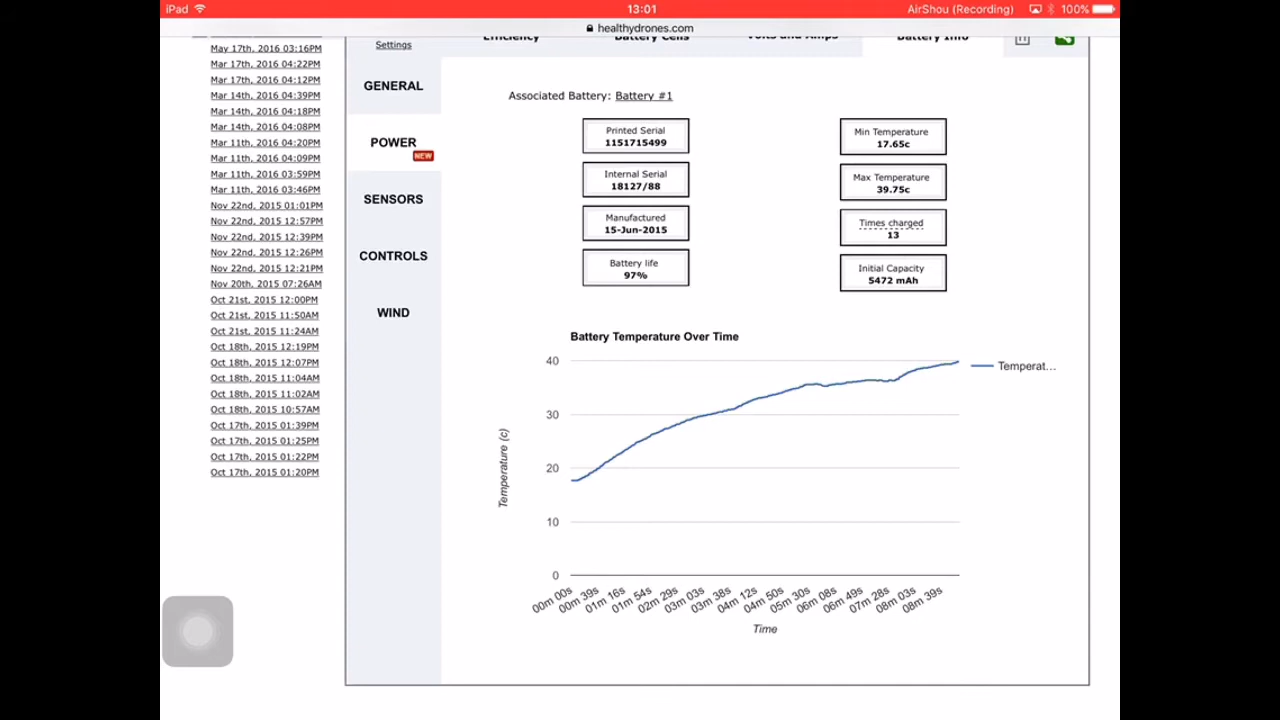 iPad 13:01 AirShou (Recording) 100%
healthydrones.com
Settings Efficiency Battery Cells Volts and Amps Battery Info
May 17th, 2016 03:16PM
Mar 17th, 2016 04:22PM
Mar 17th, 2016 04:12PM
Mar 14th, 2016 04:39PM
Mar 14th, 2016 04:18PM
Mar 14th, 2016 04:08PM
Mar 11th, 2016 04:20PM
Mar 11th, 2016 04:09PM
Mar 11th, 2016 03:59PM
Mar 11th, 2016 03:46PM
Nov 22nd, 2015 01:01PM
Nov 22nd, 2015 12:57PM
Nov 22nd, 2015 12:39PM
Nov 22nd, 2015 12:26PM
Nov 22nd, 2015 12:21PM
Nov 20th, 2015 07:26AM
Oct 21st, 2015 12:00PM
Oct 21st, 2015 11:50AM
Oct 21st, 2015 11:24AM
Oct 18th, 2015 12:19PM
Oct 18th, 2015 12:07PM
Oct 18th, 2015 11:04AM
Oct 18th, 2015 11:02AM
Oct 18th, 2015 10:57AM
Oct 17th, 2015 01:39PM
Oct 17th, 2015 01:25PM
Oct 17th, 2015 01:22PM
Oct 17th, 2015 01:20PM
GENERAL
POWER
NEW
SENSORS
CONTROLS
WIND
Associated Battery: Battery #1
Printed Serial
1151715499
Internal Serial
18127/88
Manufactured
15-Jun-2015
Battery life
97%
Min Temperature
17.65c
Max Temperature
39.75c
Times charged
13
Initial Capacity
5472 mAh
Battery Temperature Over Time
Temperat...
Temperature (c)
40
30
20
10
0
00m 00s 00m 39s 01m 16s 01m 54s 02m 29s 03m 03s 03m 38s 04m 12s 04m 50s 05m 30s 06m 08s 06m 49s 07m 28s 08m 03s 08m 39s
Time